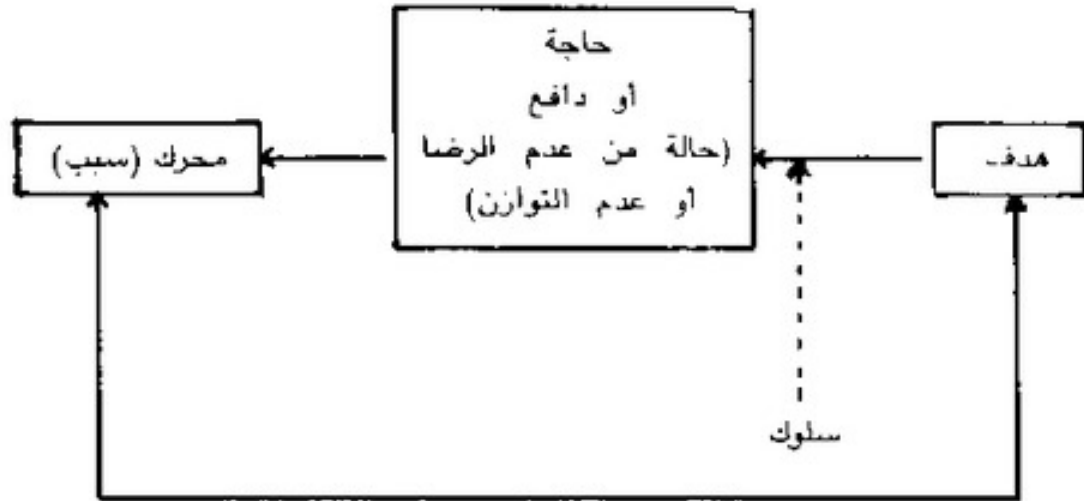 حاجة
أو دافع
(حالة من عدم الرضا
أو عدم التوازن)
هدف
محرك (سبب)
سلوك